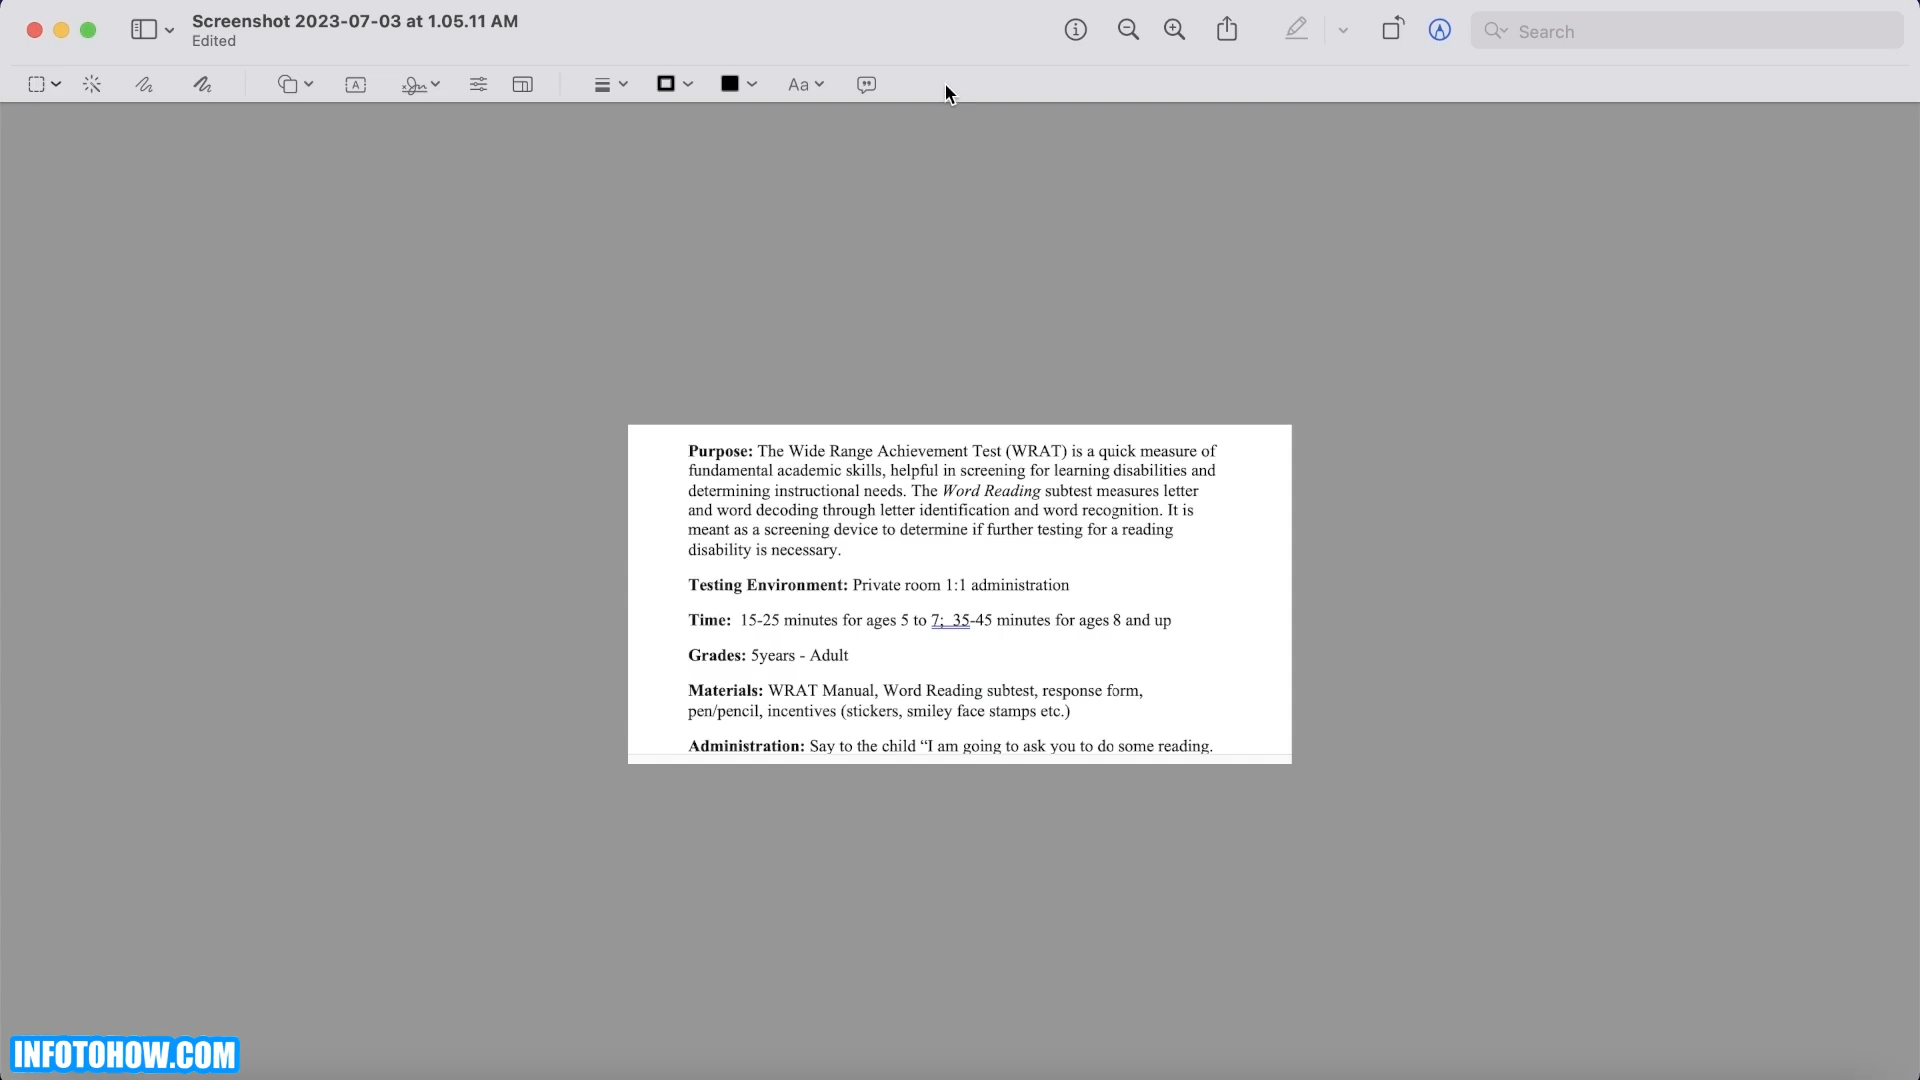 Screenshot 2023-07-03 at 1.05.11 AM
Edited
Search
A
Aa
Purpose: The Wide Range Achievement Test (WRAT) is a quick measure of
fundamental academic skills, helpful in screening for learning disabilities and
determining instructional needs. The Word Reading subtest measures letter
and word decoding through letter identification and word recognition. It is
meant as a screening device to determine if further testing for a reading
disability is necessary.
Testing Environment: Private room 1:1 administration
Time:  15-25 minutes for ages 5 to 7;  35-45 minutes for ages 8 and up
Grades: 5years - Adult
Materials: WRAT Manual, Word Reading subtest, response form,
pen/pencil, incentives (stickers, smiley face stamps etc.)
Administration: Say to the child “I am going to ask you to do some reading.
INFOTOHOW.COM